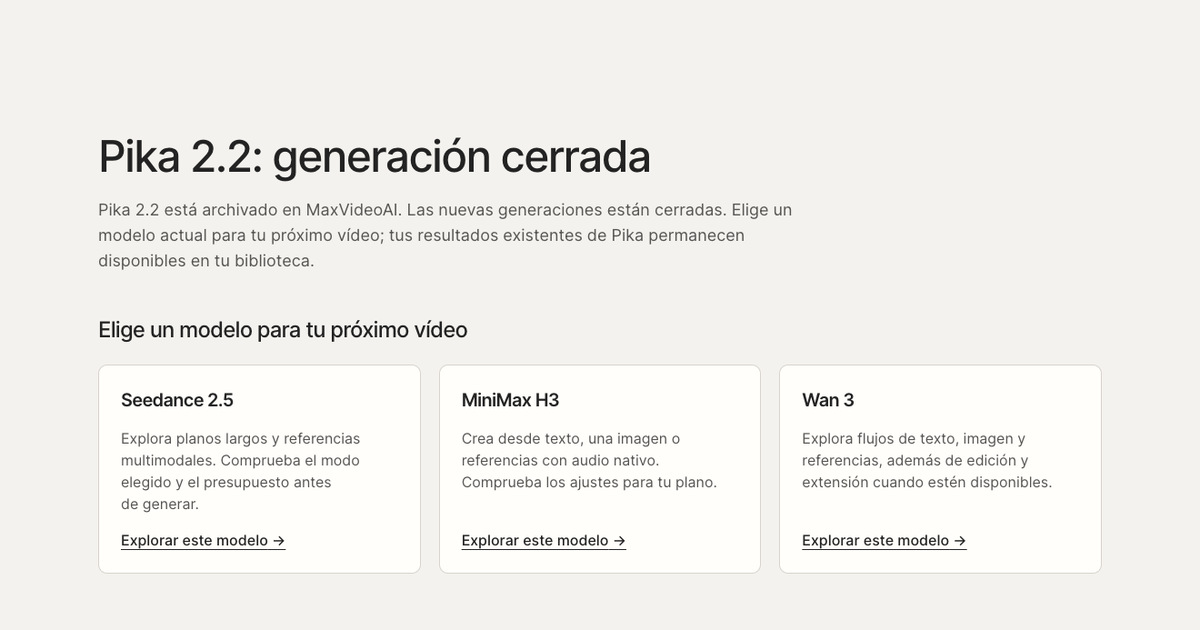 Pika 2.2: generación cerrada
Pika 2.2 está archivado en MaxVideoAI. Las nuevas generaciones están cerradas. Elige un
modelo actual para tu próximo vídeo; tus resultados existentes de Pika permanecen
disponibles en tu biblioteca.
Elige un modelo para tu próximo vídeo
Seedance 2.5
Explora planos largos y referencias
multimodales. Comprueba el modo
elegido y el presupuesto antes
de generar.
Explorar este modelo →
MiniMax H3
Crea desde texto, una imagen o
referencias con audio nativo.
Comprueba los ajustes para tu plano.
Explorar este modelo →
Wan 3
Explora flujos de texto, imagen y
referencias, además de edición y
extensión cuando estén disponibles.
Explorar este modelo →